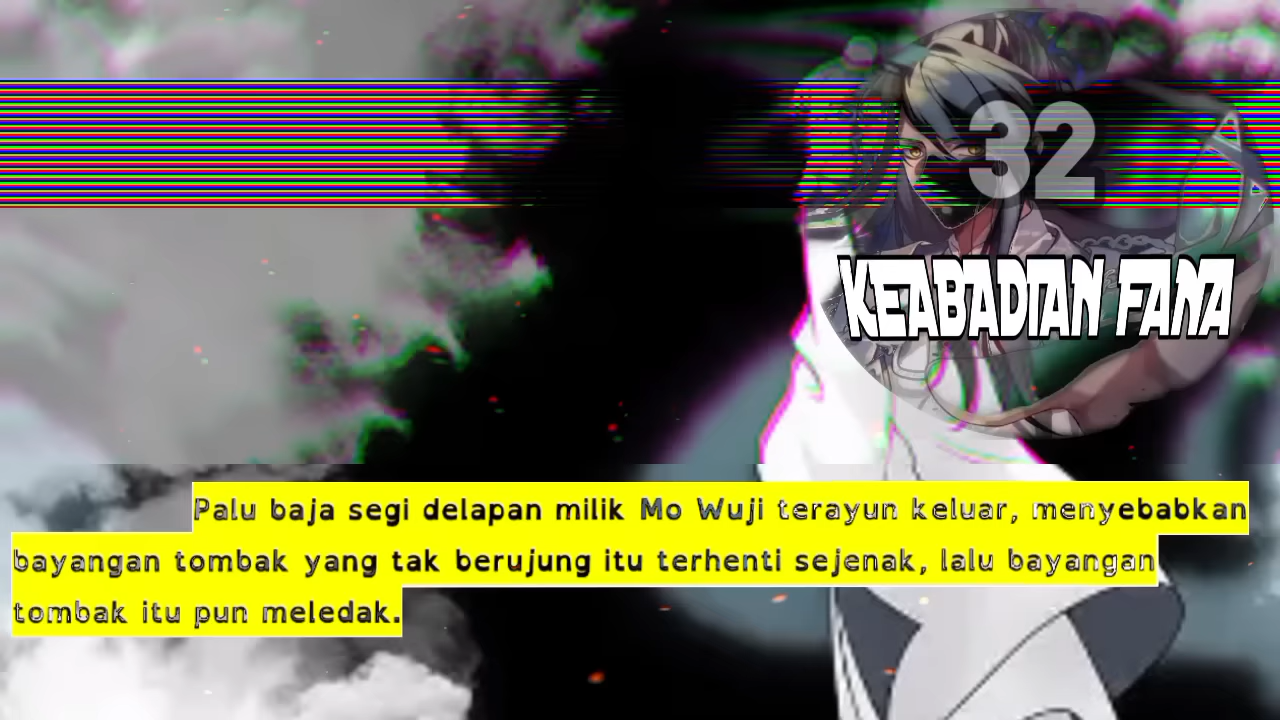 32
KEABADIAN FANA
Palu baja segi delapan milik Mo Wuji terayun keluar, menyebabkan
bayangan tombak yang tak berujung itu terhenti sejenak, lalu bayangan
tombak itu pun meledak.